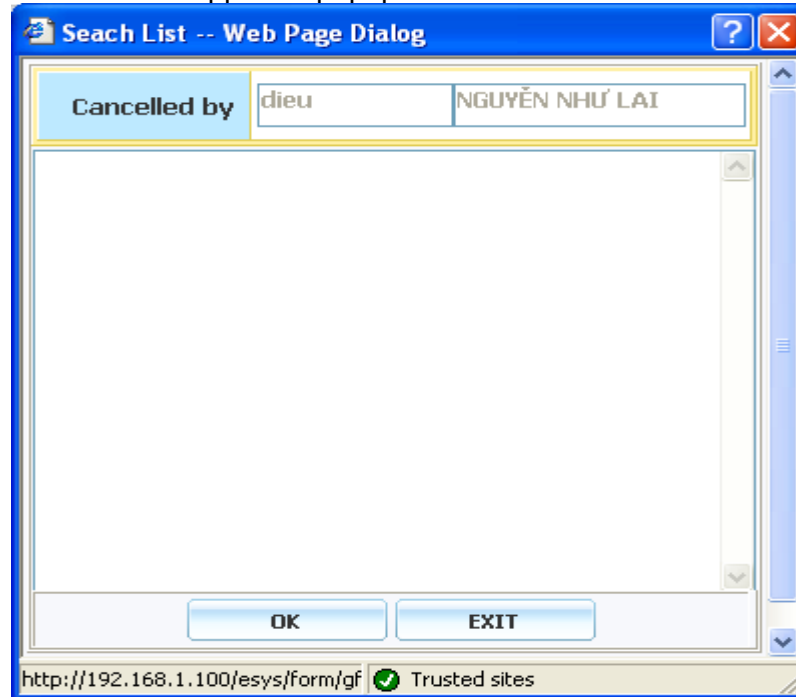 Seach List -- Web Page Dialog
Cancelled by dieu NGUYỄN NHƯ LAI
OK EXIT
http://192.168.1.100/esys/form/gf Trusted sites